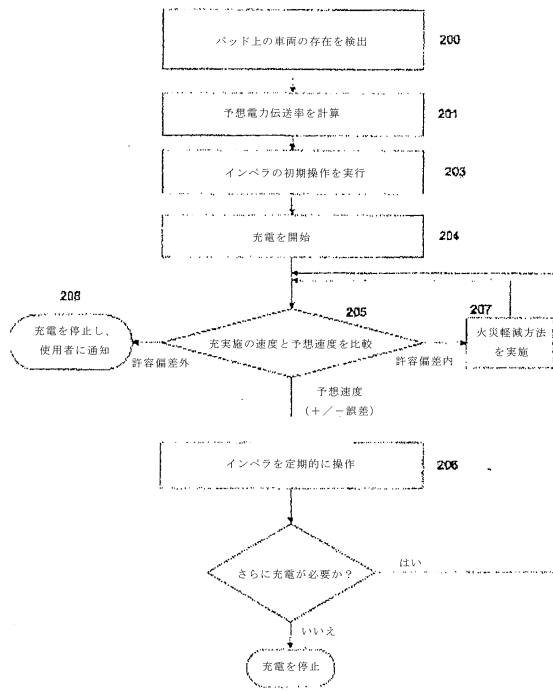 パッド上の車両の存在を検出
200
予想電力伝送率を計算
201
インペラの初期操作を実行
203
充電を開始
204
208
205
207
充電を停止し、
使用者に通知
充実施の速度と予想速度を比較
火災軽減方法
を実施
許容偏差外
許容偏差内
予想速度
(+/-誤差)
インペラを定期的に操作
206
さらに充電が必要か?
はい
いいえ
充電を停止